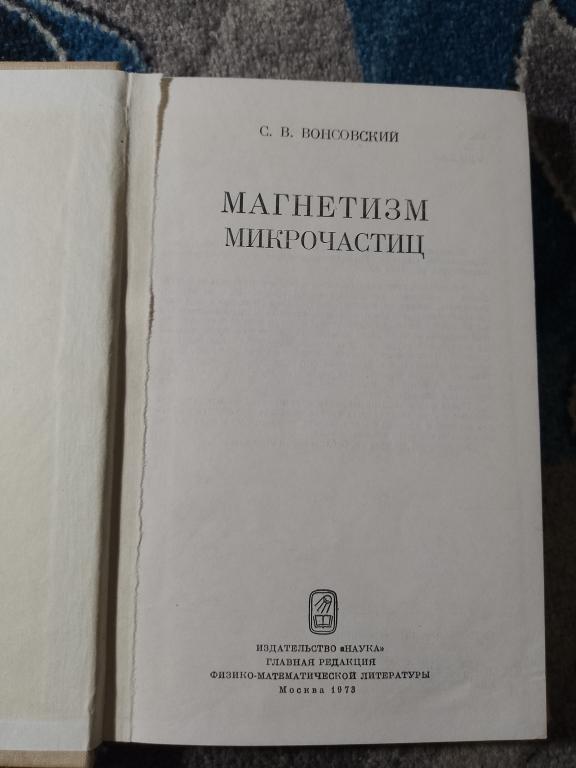 С. В. ВОНСОВСКИЙ
МАГНЕТИЗМ
МИКРОЧАСТИЦ
ИЗДАТЕЛЬСТВО «НАУКА»
ГЛАВНАЯ РЕДАКЦИЯ
ФИЗИКО-МАТЕМАТИЧЕСКОЙ ЛИТЕРАТУРЫ
Москва 1973